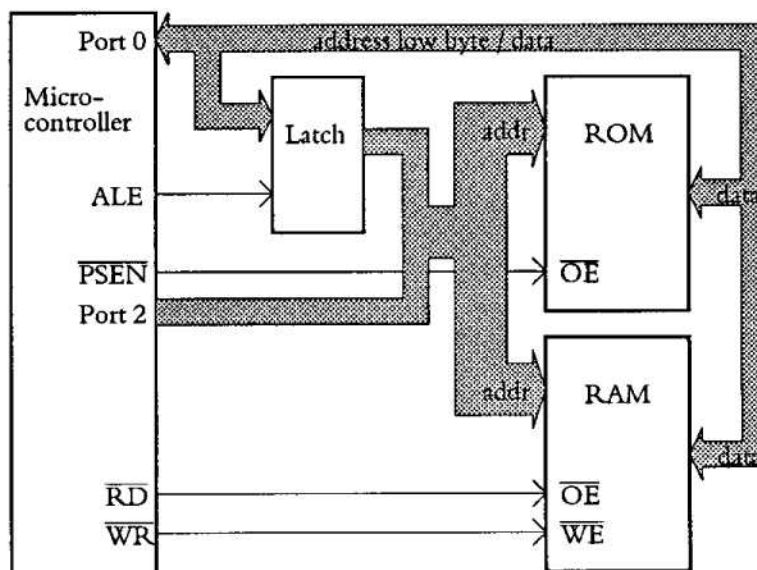 Port 0
address low byte / data
Micro-
controller
Latch
addr
ROM
ALE
data
PSEN
OE
Port 2
addr
RAM
data
RD
OE
WR
WE